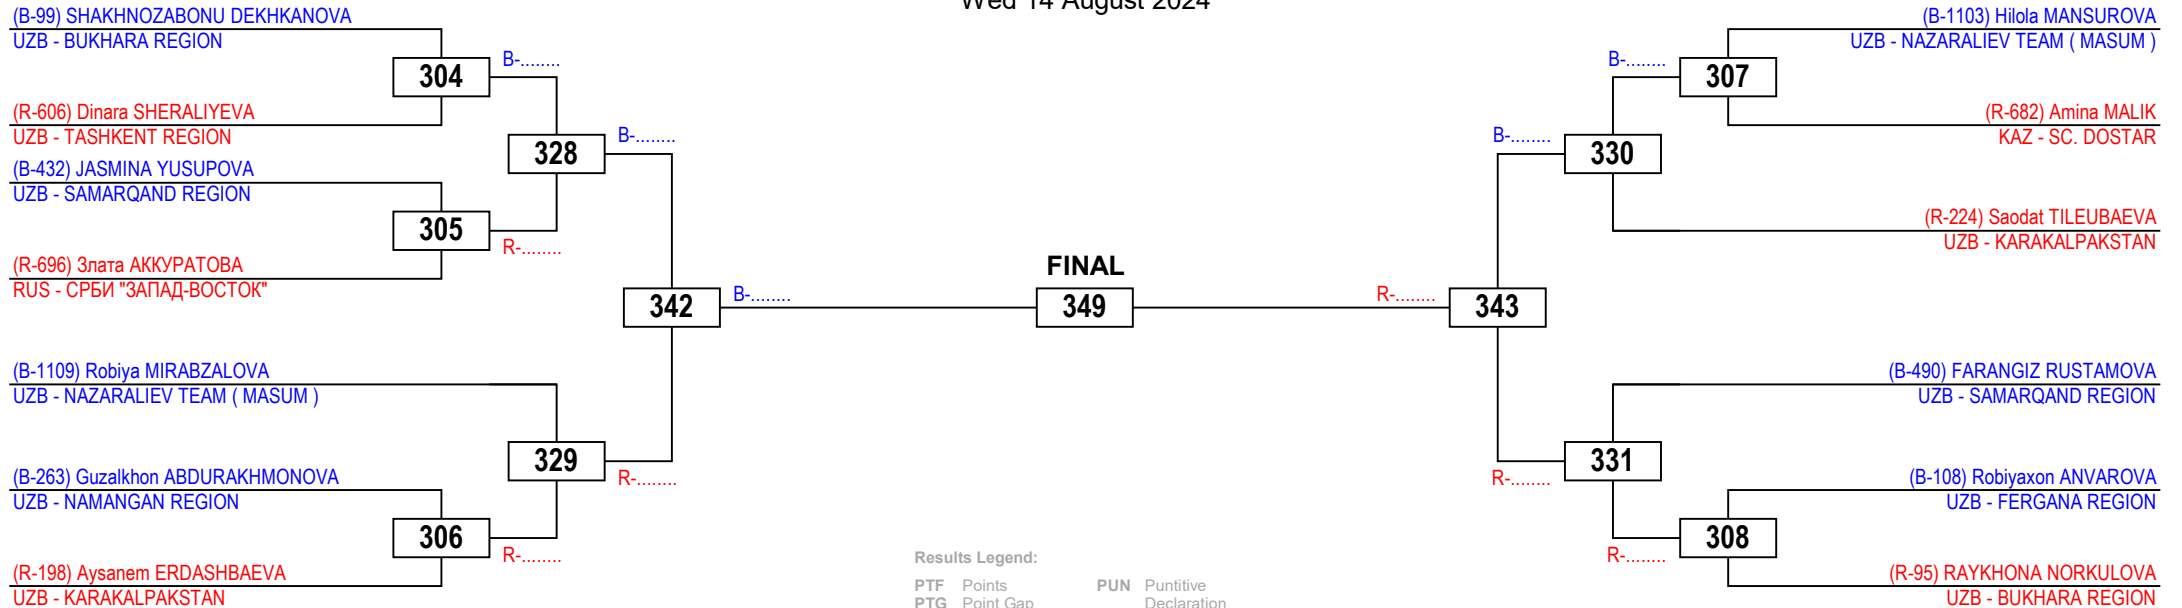 Wed 14 August 2024
(B-99) SHAKHNOZABONU DEKHKANOVA
UZB - BUKHARA REGION
304
B-........
(R-606) Dinara SHERALIYEVA
UZB - TASHKENT REGION
328
B-........
(B-432) JASMINA YUSUPOVA
UZB - SAMARQAND REGION
305
R-........
(R-696) Злата АККУРАТОВА
RUS - СРБИ "ЗАПАД-ВОСТОК"
342
B-........
(B-1109) Robiya MIRABZALOVA
UZB - NAZARALIEV TEAM ( MASUM )
329
R-........
(B-263) Guzalkhon ABDURAKHMONOVA
UZB - NAMANGAN REGION
306
R-........
(R-198) Aysanem ERDASHBAEVA
UZB - KARAKALPAKSTAN
FINAL
349
(B-1103) Hilola MANSUROVA
UZB - NAZARALIEV TEAM ( MASUM )
B-........
307
(R-682) Amina MALIK
KAZ - SC. DOSTAR
B-........
330
(R-224) Saodat TILEUBAEVA
UZB - KARAKALPAKSTAN
R-........
343
(B-490) FARANGIZ RUSTAMOVA
UZB - SAMARQAND REGION
R-........
331
(B-108) Robiyaxon ANVAROVA
UZB - FERGANA REGION
R-........
308
(R-95) RAYKHONA NORKULOVA
UZB - BUKHARA REGION
Results Legend:
PTF Points PUN Puntitive
PTG Point Gap Declaration